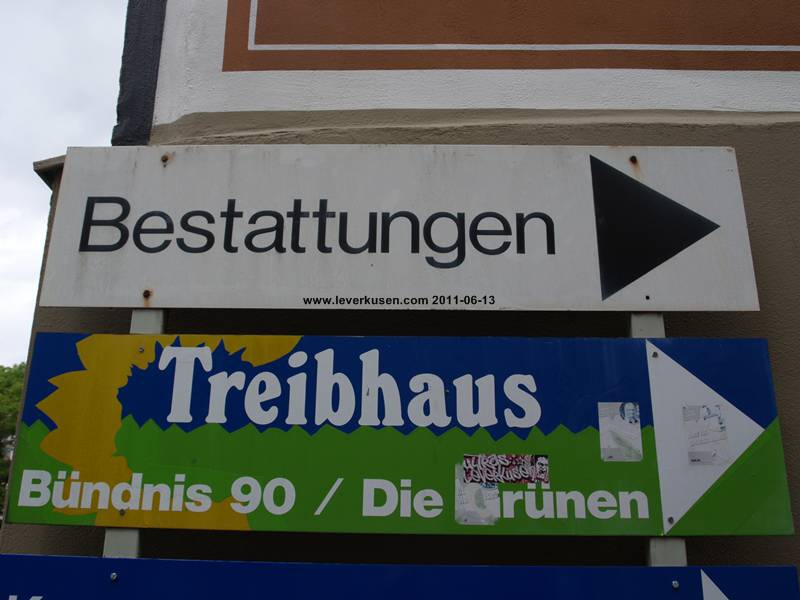 Bestattungen
www.leverkusen.com 2011-06-13
Treibhaus
Bündnis 90 / Die Grünen